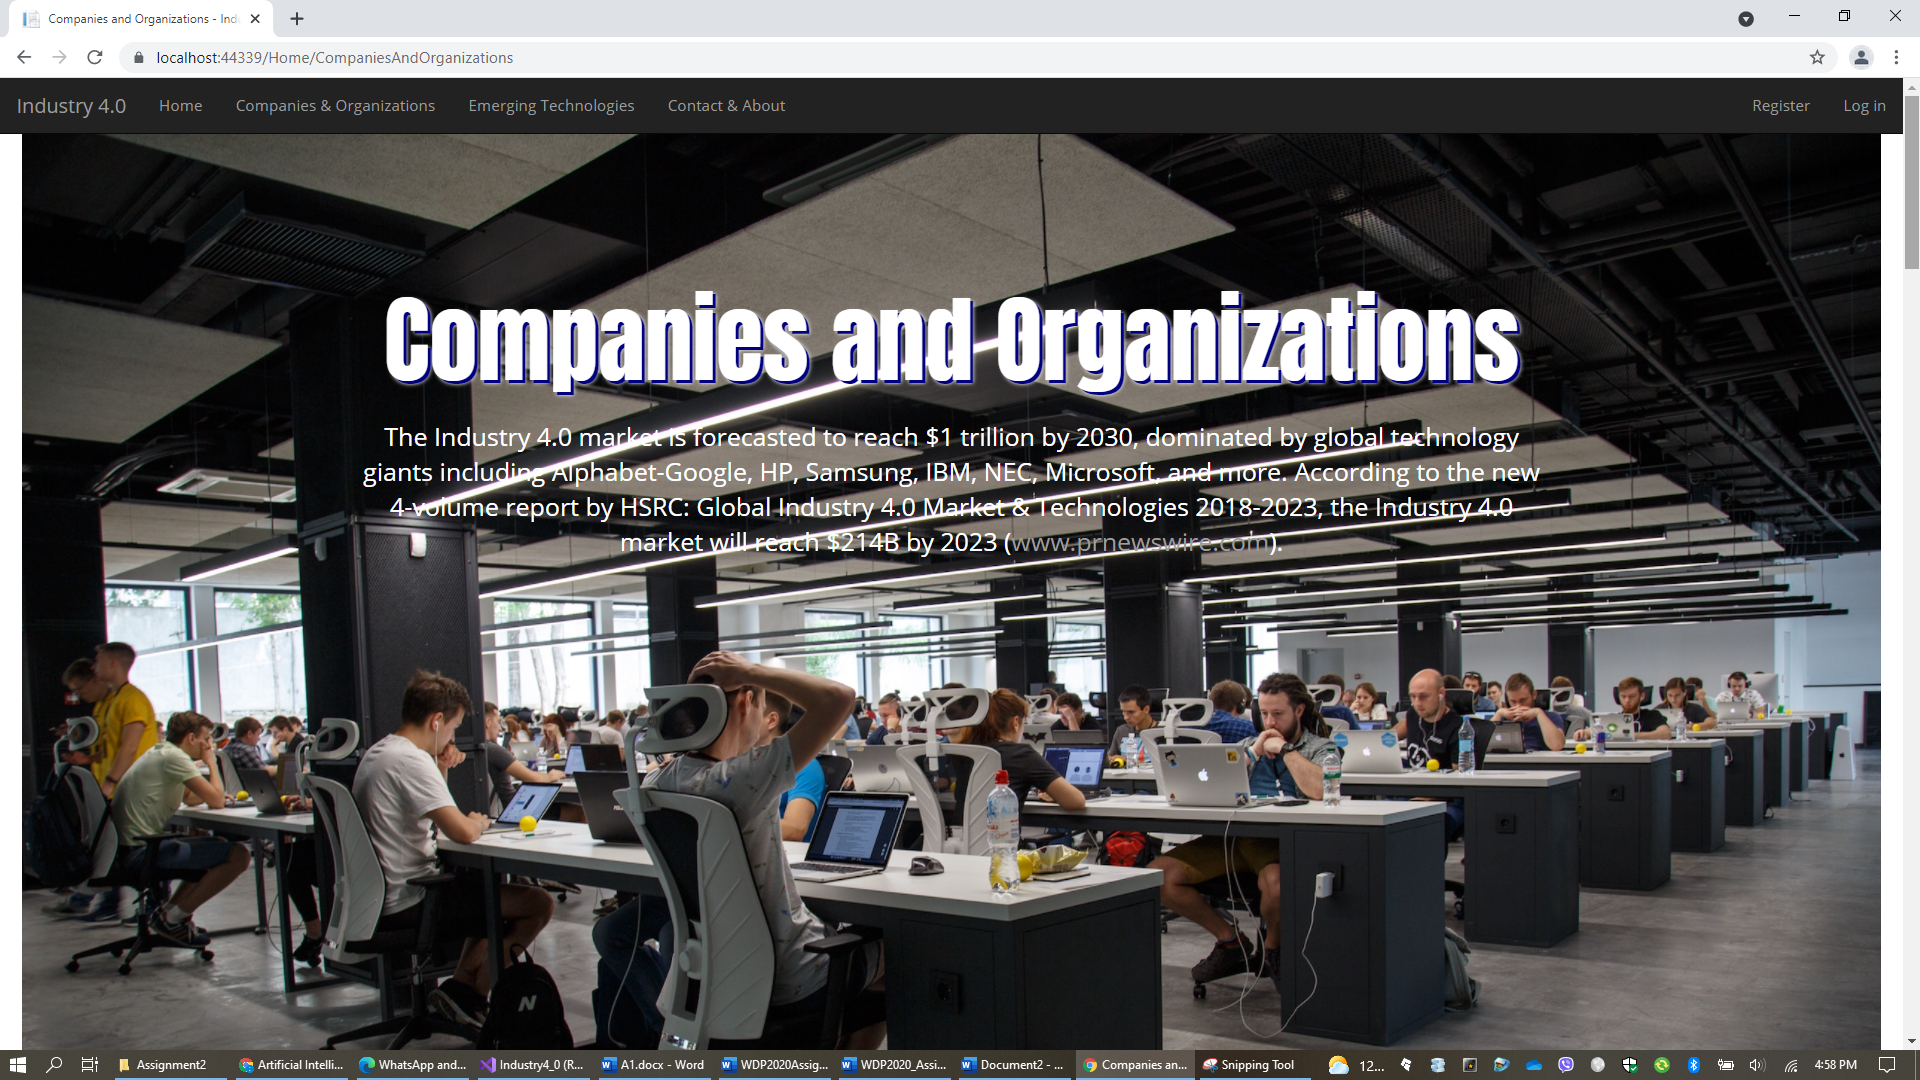 Companies and Organizations - Ind
localhost:44339/Home/CompaniesAndOrganizations
Industry 4.0 Home Companies & Organizations Emerging Technologies Contact & About Register Log in
Companies and Organizations
The Industry 4.0 market is forecasted to reach $1 trillion by 2030, dominated by global technology
giants including Alphabet-Google, HP, Samsung, IBM, NEC, Microsoft, and more. According to the new
4-volume report by HSRC: Global Industry 4.0 Market & Technologies 2018-2023, the Industry 4.0
market will reach $214B by 2023 (www.prnewswire.com).
N
Assignment2 Artificial Intelli... WhatsApp and... Industry4_0 (R... A1.docx - Word WDP2020Assig... WDP2020_Assi... Document2 - ... Companies an... Snipping Tool 12... 4:58 PM